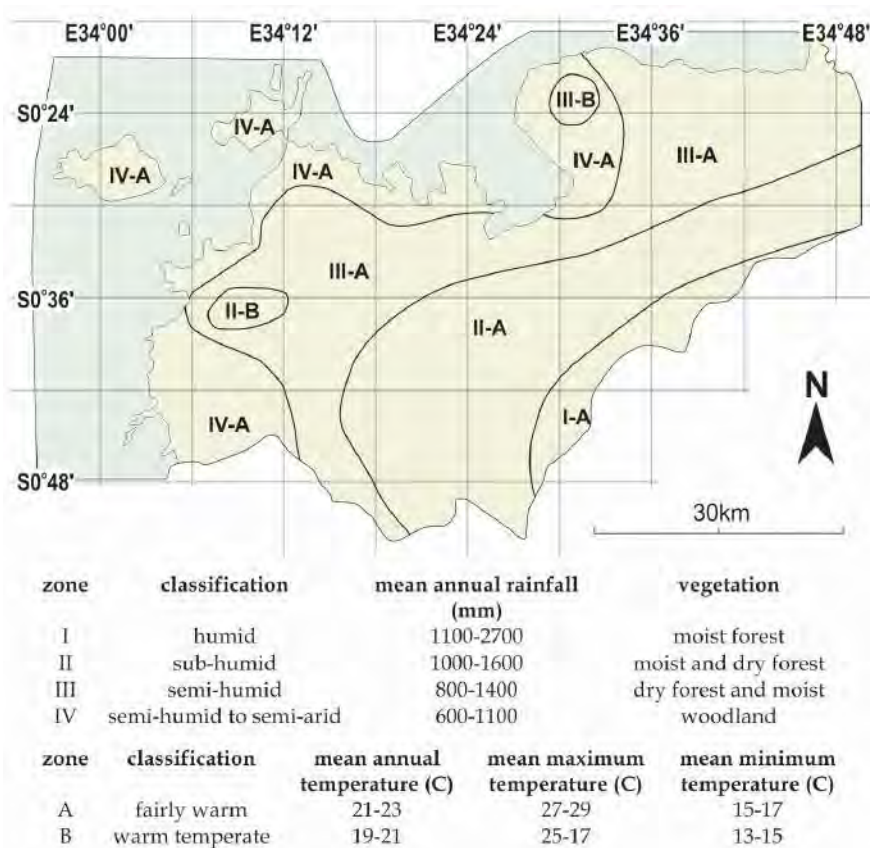 E34°00' E34°12' E34°24' E34°36' E34°48'
III-B
S0°24'
IV-A
IV-A IV-A III-A
IV-A
III-A
S0°36'
II-B
II-A
N
I-A
IV-A
S0°48'
30km
zone classification mean annual rainfall vegetation
(mm)
I humid 1100-2700 moist forest
II sub-humid 1000-1600 moist and dry forest
III semi-humid 800-1400 dry forest and moist
IV semi-humid to semi-arid 600-1100 woodland
zone classification mean annual mean maximum mean minimum
temperature (C) temperature (C) temperature (C)
A fairly warm 21-23 27-29 15-17
B warm temperate 19-21 25-17 13-15